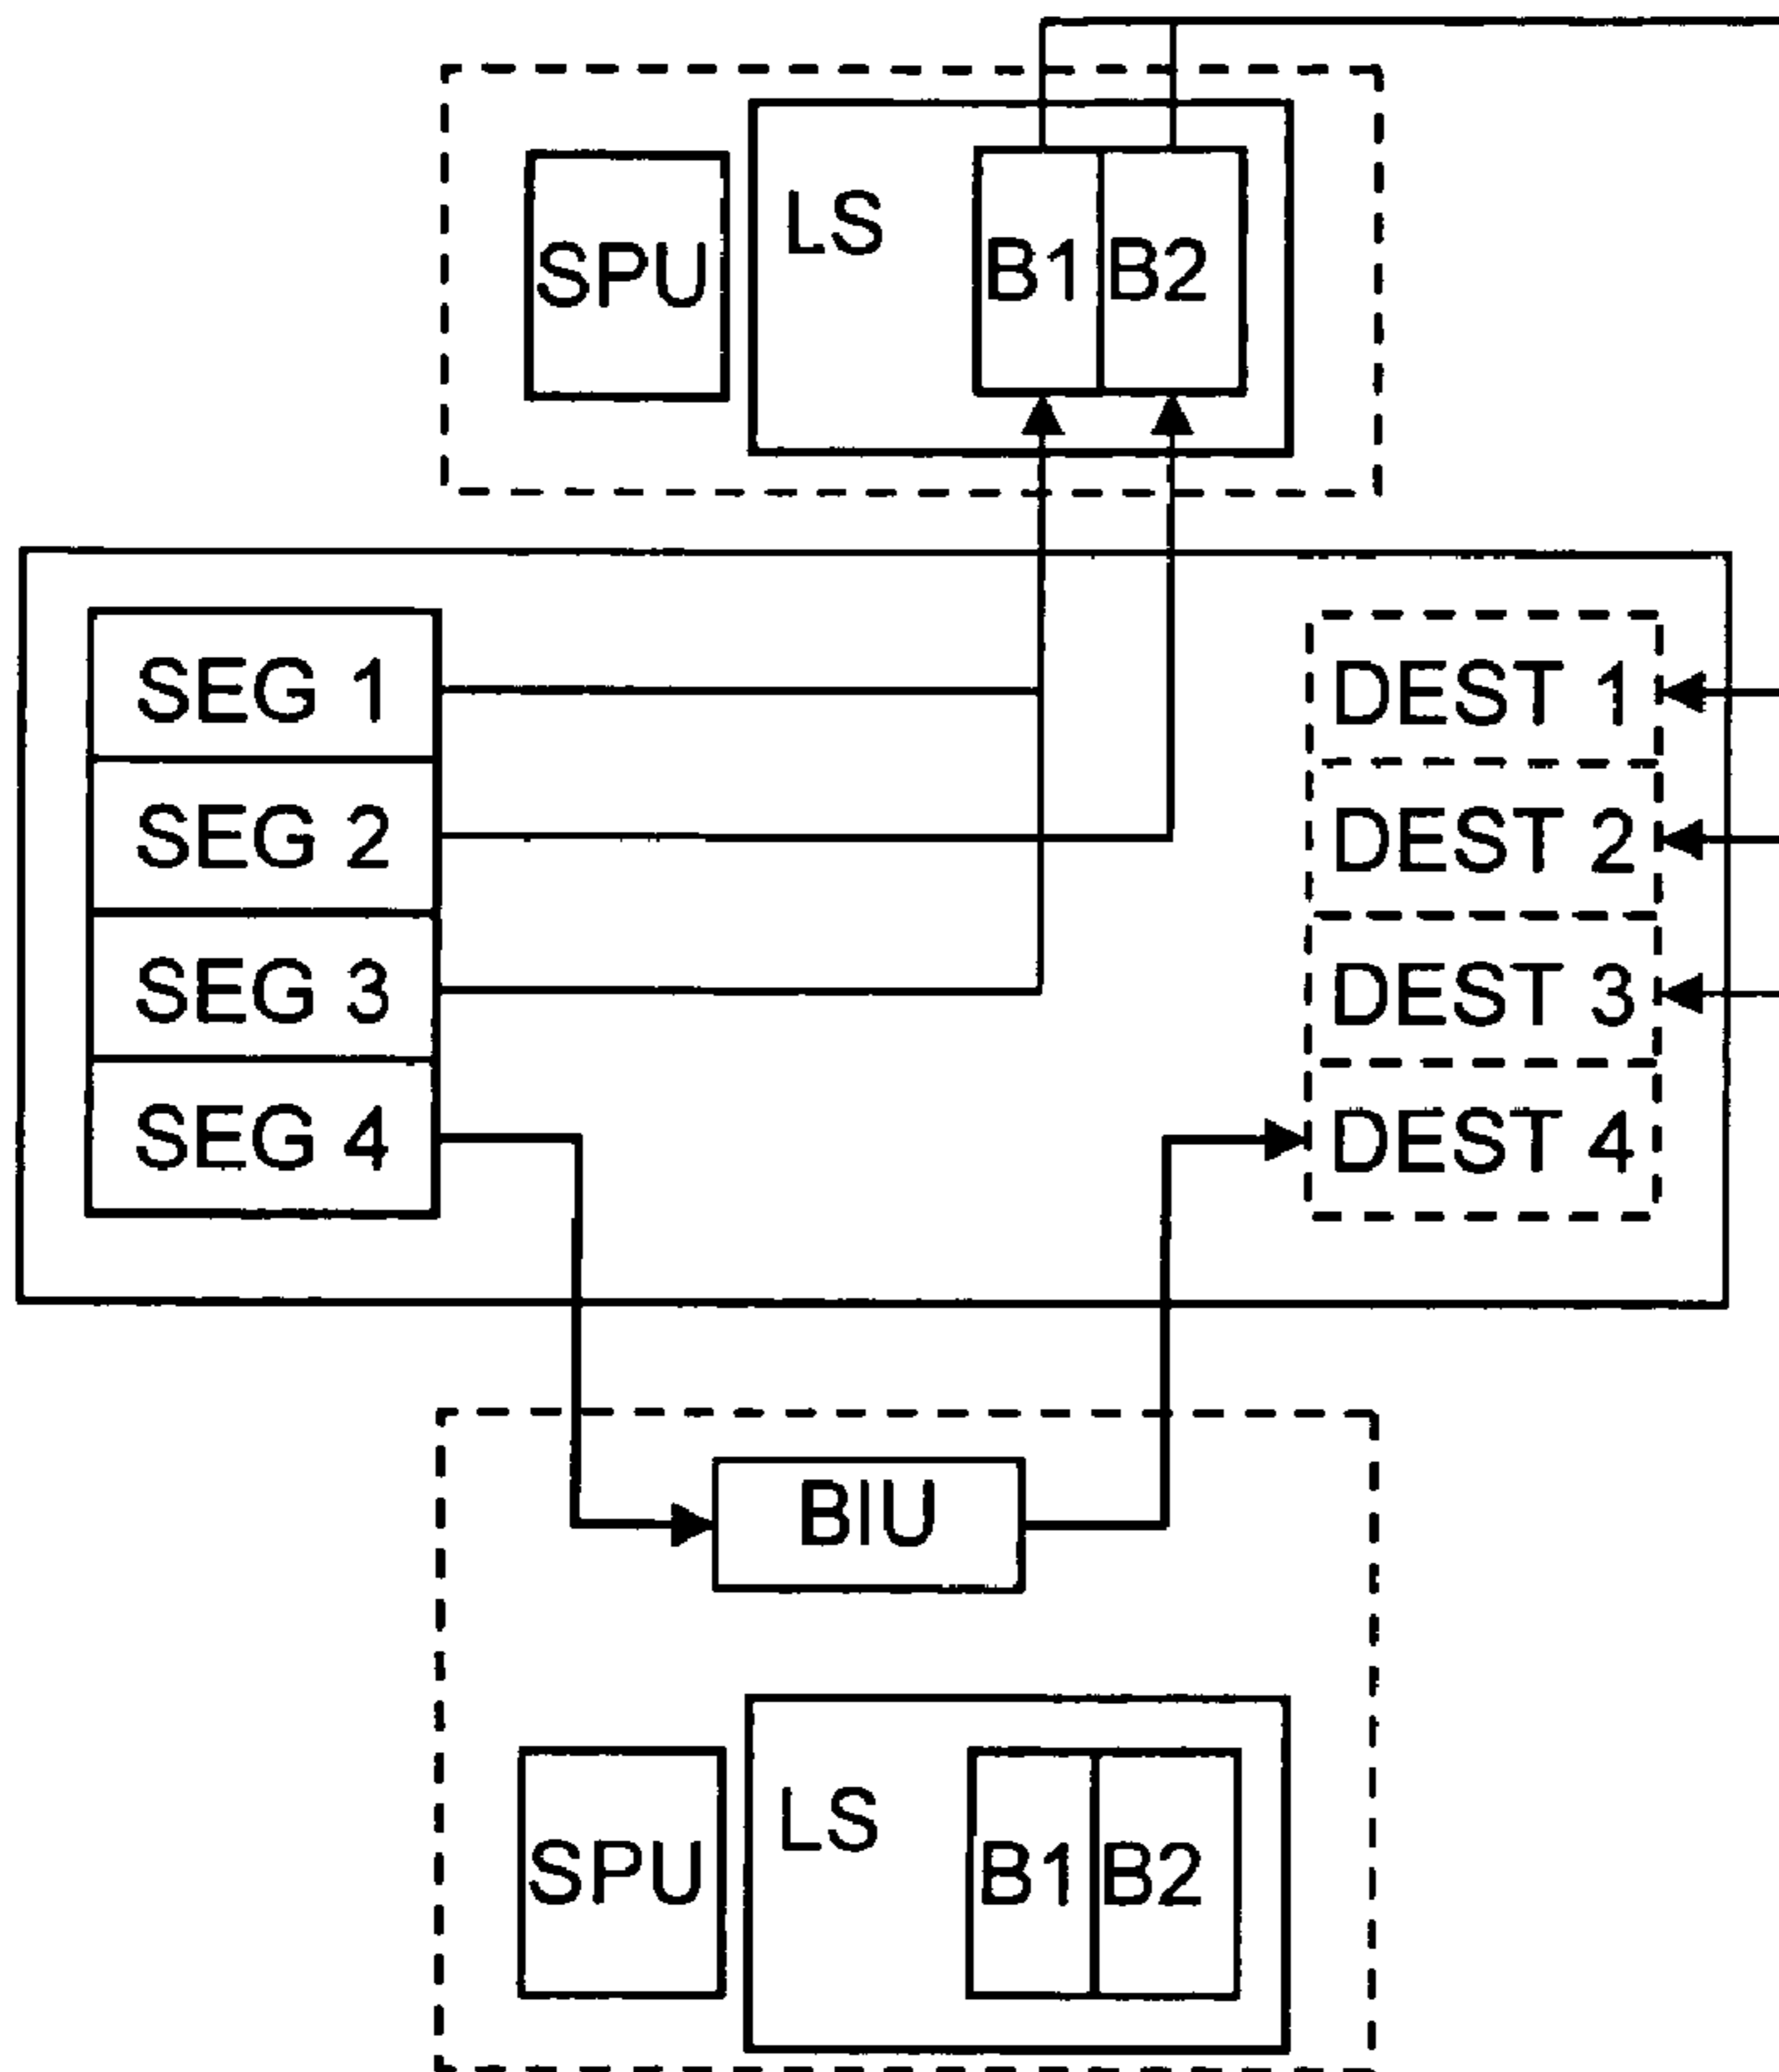 SPU
LS
B1
B2
SEG 1
SEG 2
SEG 3
SEG 4
DEST 1
DEST 2
DEST 3
DEST 4
BIU
SPU
LS
B1
B2